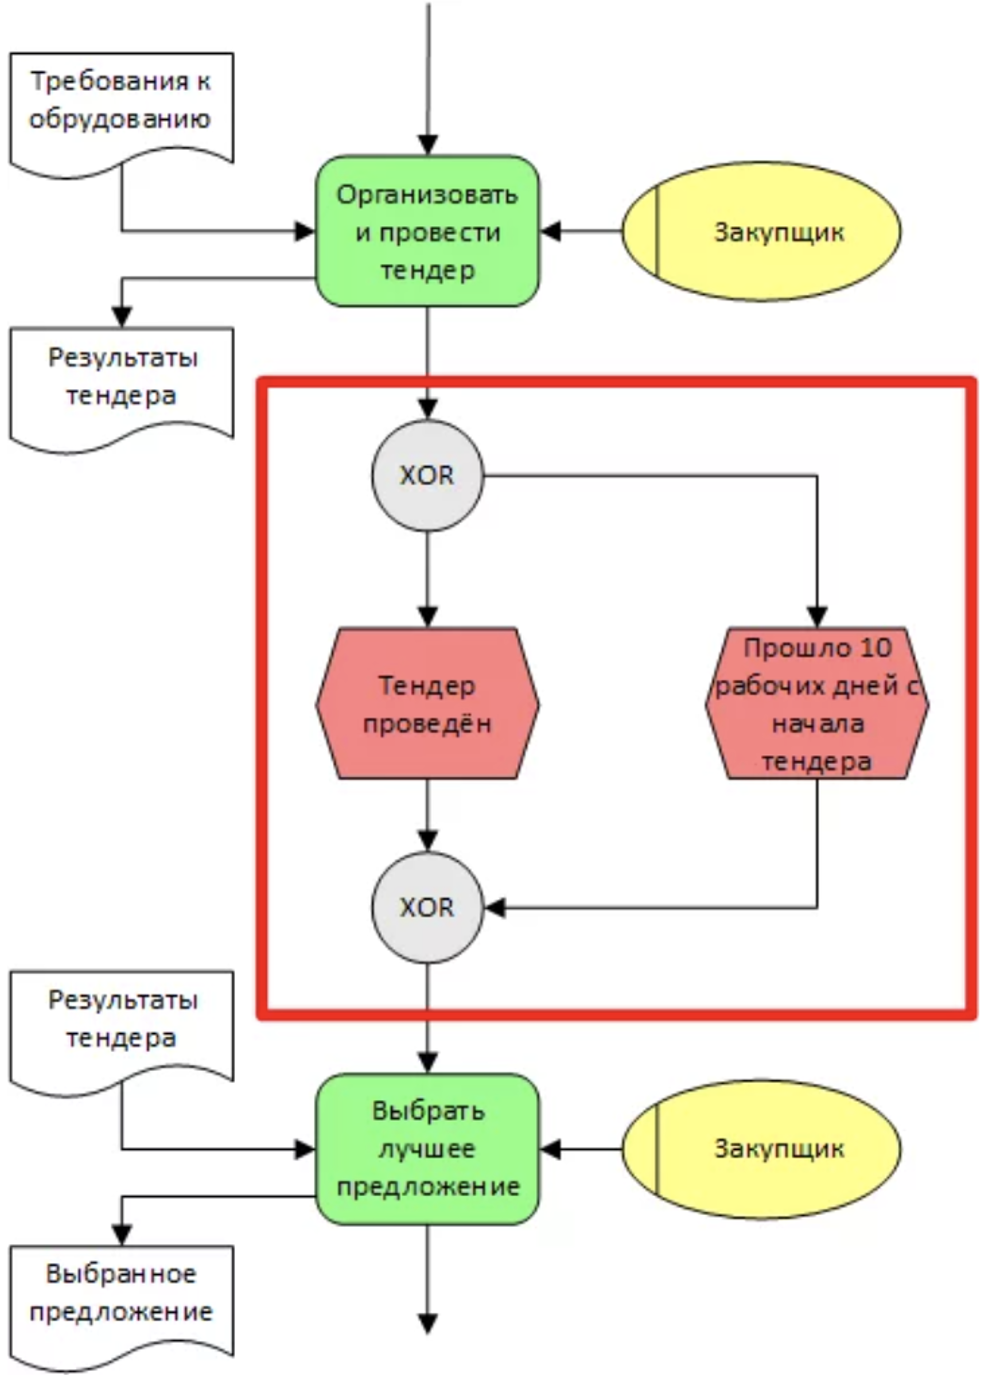 Требования к
обрудованию
Организовать
и провести
тендер
Закупщик
Результаты
тендера
XOR
Тендер
проведён
Прошло 10
рабочих дней с
начала
тендера
XOR
Результаты
тендера
Выбрать
лучшее
предложение
Закупщик
Выбранное
предложение